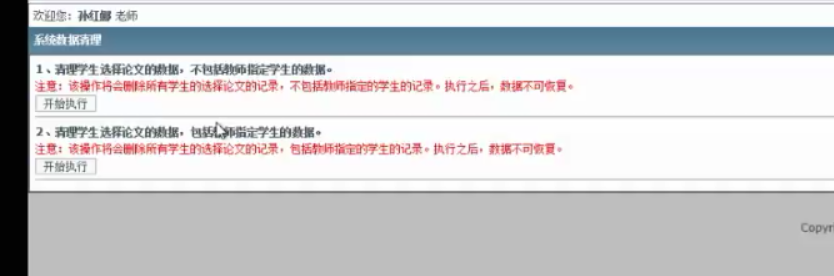 欢迎您：孙红娜 老师
系统数据清理
1、清理学生选择论文的数据，不包括教师指定学生的数据。
注意：该操作将会删除所有学生的选择论文的记录，不包括教师指定的学生的记录。执行之后，数据不可恢复。
开始执行
2、清理学生选择论文的数据，包括教师指定学生的数据。
注意：该操作将会删除所有学生的选择论文的记录，包括教师指定的学生的记录。执行之后，数据不可恢复。
开始执行
Copyr